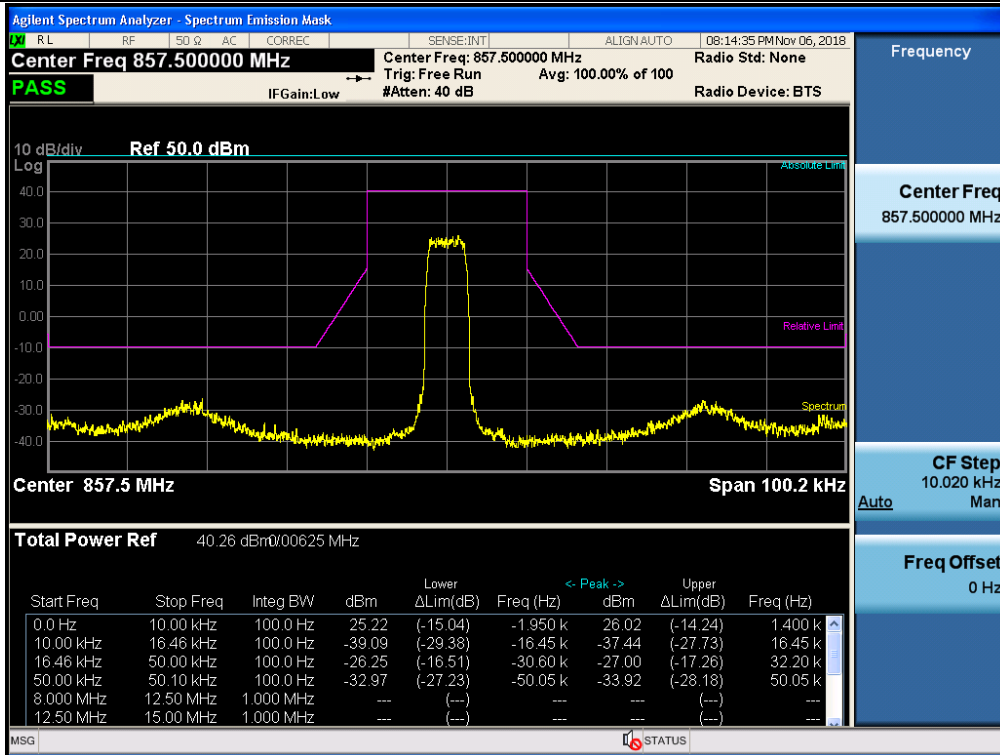 Agilent Spectrum Analyzer - Spectrum Emission Mask
LXI RL RF 50 Ω AC CORREC SENSE:INT ALIGN AUTO 08:14:35 PM Nov 06, 2018
Center Freq 857.500000 MHz
Center Freq: 857.500000 MHz
Radio Std: None
Trig: Free Run Avg: 100.00% of 100
PASS
IFGain:Low
#Atten: 40 dB
Radio Device: BTS
10 dB/div Ref 50.0 dBm
Log
Absolute Limit
40.0
30.0
20.0
10.0
0.00
Relative Limit
-10.0
-20.0
-30.0
Spectrum
-40.0
Center 857.5 MHz Span 100.2 kHz
Total Power Ref 40.26 dBm/0.00625 MHz
Lower <- Peak -> Upper
Start Freq Stop Freq Integ BW dBm ΔLim(dB) Freq (Hz) dBm ΔLim(dB) Freq (Hz)
0.0 Hz 10.00 kHz 100.0 Hz 25.22 (-15.04) -1.950 k 26.02 (-14.24) 1.400 k
10.00 kHz 16.46 kHz 100.0 Hz -39.09 (-29.38) -16.45 k -37.44 (-27.73) 16.45 k
16.46 kHz 50.00 kHz 100.0 Hz -26.25 (-16.51) -30.60 k -27.00 (-17.26) 32.20 k
50.00 kHz 50.10 kHz 100.0 Hz -32.97 (-27.23) -50.05 k -33.92 (-28.18) 50.05 k
8.000 MHz 12.50 MHz 1.000 MHz --- (---) --- --- (---) ---
12.50 MHz 15.00 MHz 1.000 MHz --- (---) --- --- (---) ---
MSG STATUS
Frequency
Center Freq
857.500000 MHz
CF Step
10.020 kHz
Auto Man
Freq Offset
0 Hz